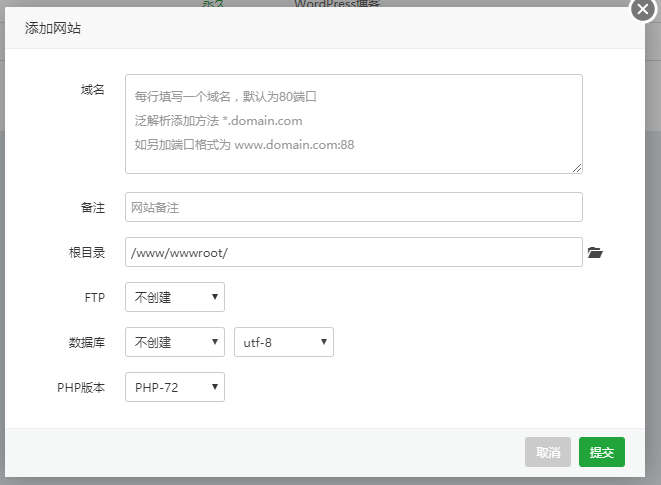 永久 WordPress博客
添加网站
域名
每行填写一个域名，默认为80端口
泛解析添加方法 *.domain.com
如另加端口格式为 www.domain.com:88
备注 网站备注
根目录 /www/wwwroot/
FTP 不创建
数据库 不创建 utf-8
PHP版本 PHP-72
取消 提交